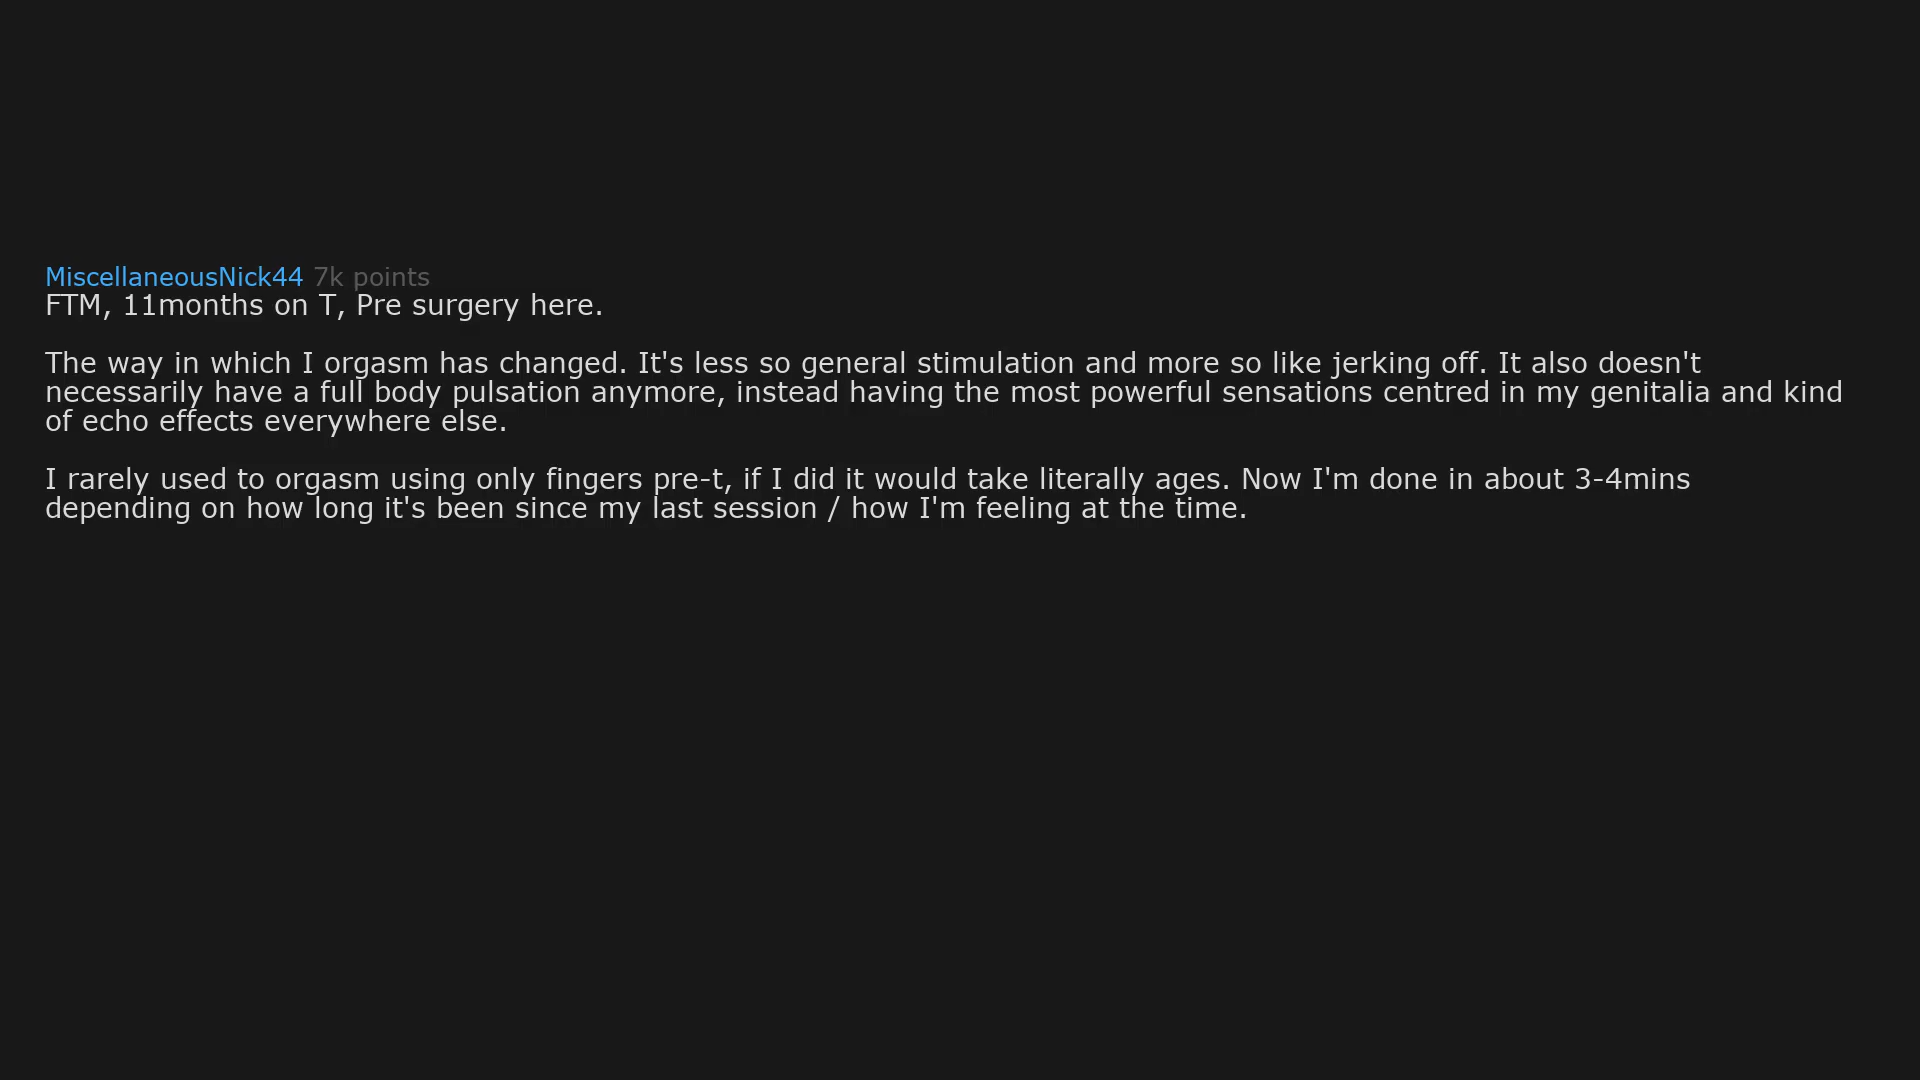 MiscellaneousNick44 7k points
FTM, 11months on T, Pre surgery here.
The way in which I orgasm has changed. It's less so general stimulation and more so like jerking off. It also doesn't
necessarily have a full body pulsation anymore, instead having the most powerful sensations centred in my genitalia and kind
of echo effects everywhere else.
I rarely used to orgasm using only fingers pre-t, if I did it would take literally ages. Now I'm done in about 3-4mins
depending on how long it's been since my last session / how I'm feeling at the time.